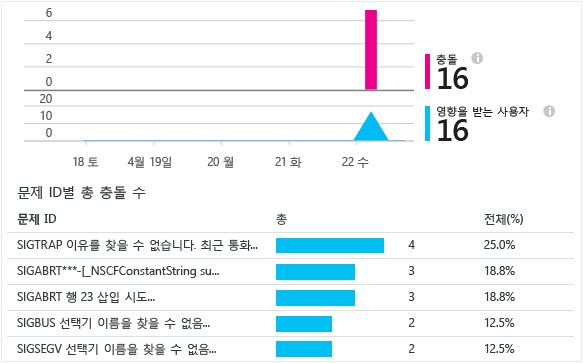 6
4
2
0
충돌
16
20
10
0
영향을 받는 사용자
16
18 토 4월 19일 20 월 21 화 22 수
문제 ID별 총 충돌 수
문제 ID 총 전체(%)
SIGTRAP 이유를 찾을 수 없습니다. 최근 통화... 4 25.0%
SIGABRT***-[_NSCFConstantString su... 3 18.8%
SIGABRT 행 23 삽입 시도... 3 18.8%
SIGBUS 선택기 이름을 찾을 수 없음... 2 12.5%
SIGSEGV 선택기 이름을 찾을 수 없음... 2 12.5%